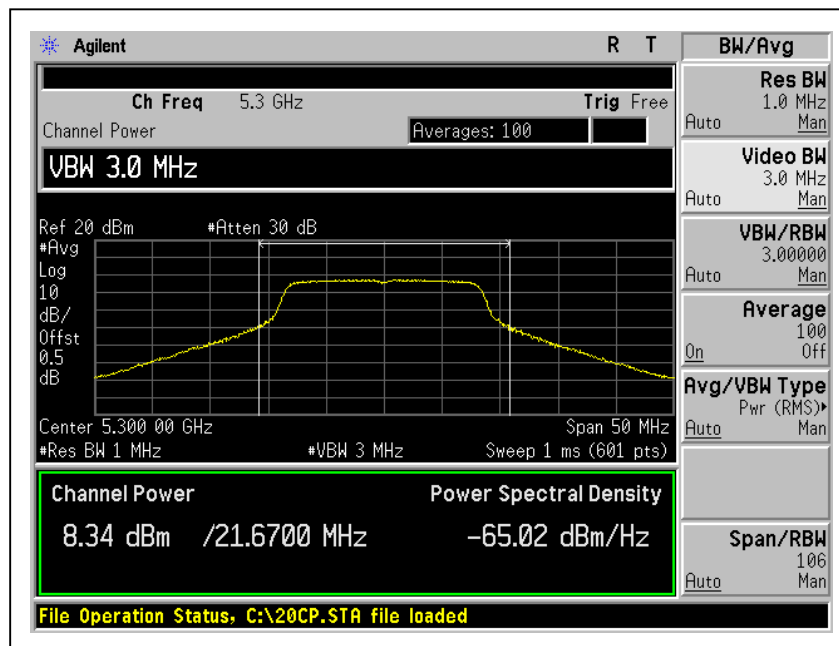 Agilent R T
Ch Freq 5.3 GHz Trig Free
Channel Power Averages: 100
VBW 3.0 MHz
Ref 20 dBm #Atten 30 dB
#Avg
Log
10
dB/
Offst
0.5
dB
Center 5.300 00 GHz Span 50 MHz
#Res BW 1 MHz #VBW 3 MHz Sweep 1 ms (601 pts)
Channel Power Power Spectral Density
8.34 dBm /21.6700 MHz -65.02 dBm/Hz
File Operation Status, C:\20CP.STA file loaded
BW/Avg
Res BW
1.0 MHz
Auto Man
Video BW
3.0 MHz
Auto Man
VBW/RBW
3.00000
Auto Man
Average
100
On Off
Avg/VBW Type
Pwr (RMS)▸
Auto Man
Span/RBW
106
Auto Man